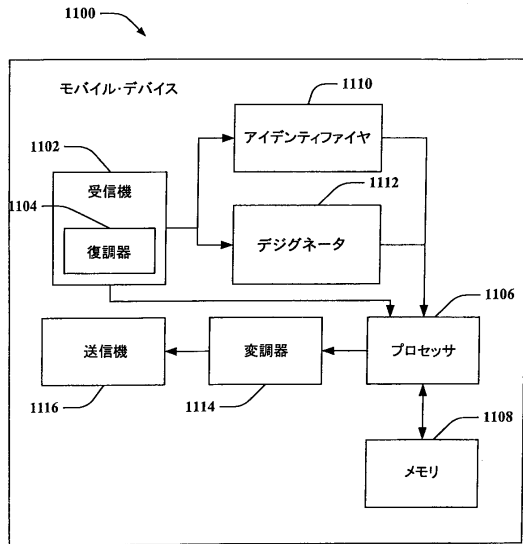 1100
モバイル・デバイス
1110
アイデンティファイヤ
1102
受信機
1104
復調器
1112
デジグネータ
1106
プロセッサ
送信機
1116
変調器
1114
1108
メモリ